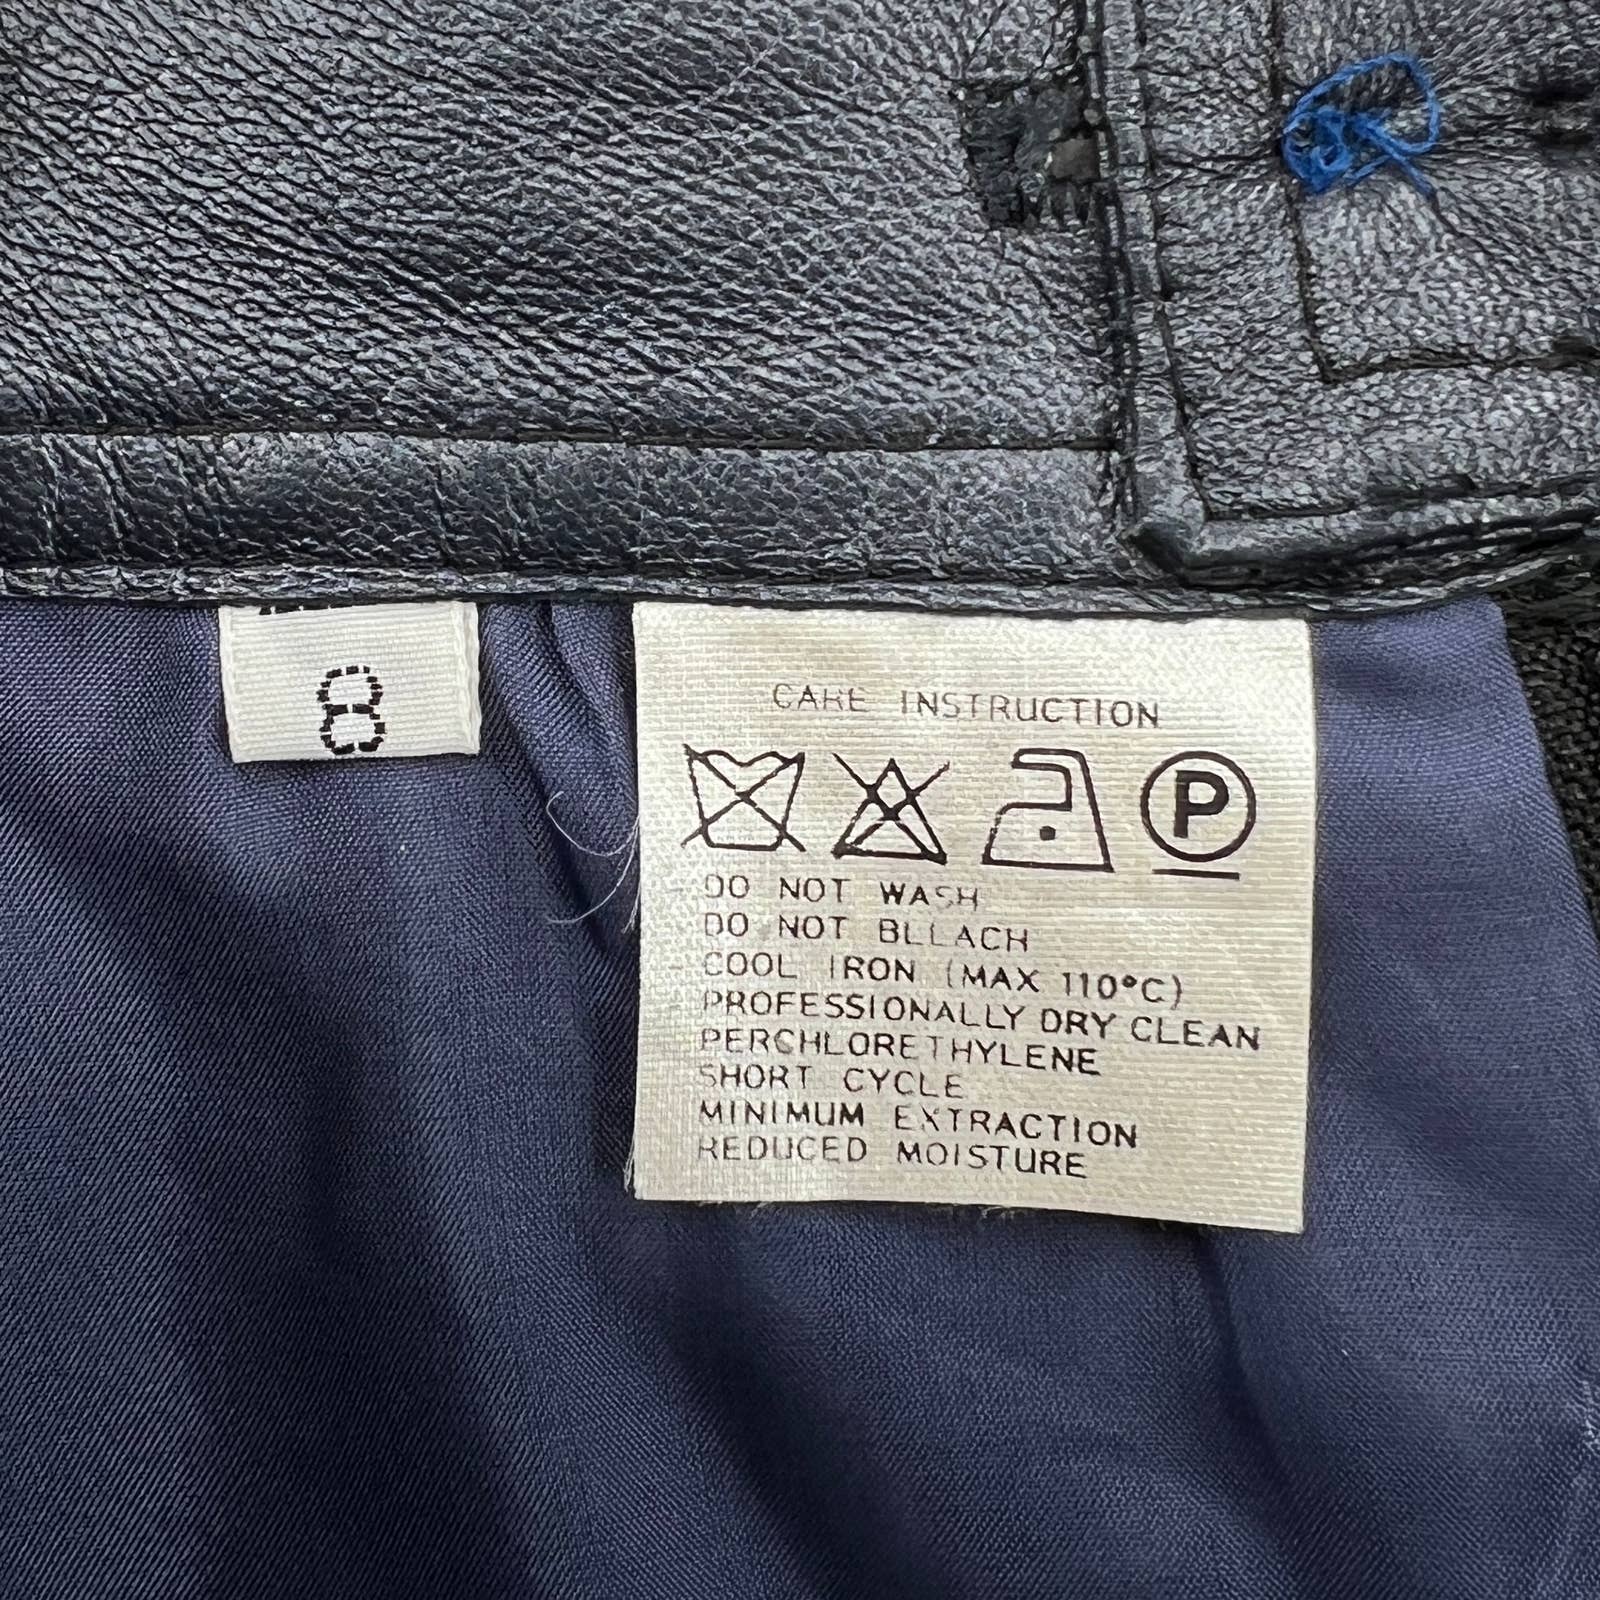 8
CARE INSTRUCTION
P
DO NOT WASH
DO NOT BLEACH
COOL IRON (MAX 110°C)
PROFESSIONALLY DRY CLEAN
PERCHLORETHYLENE
SHORT CYCLE
MINIMUM EXTRACTION
REDUCED MOISTURE